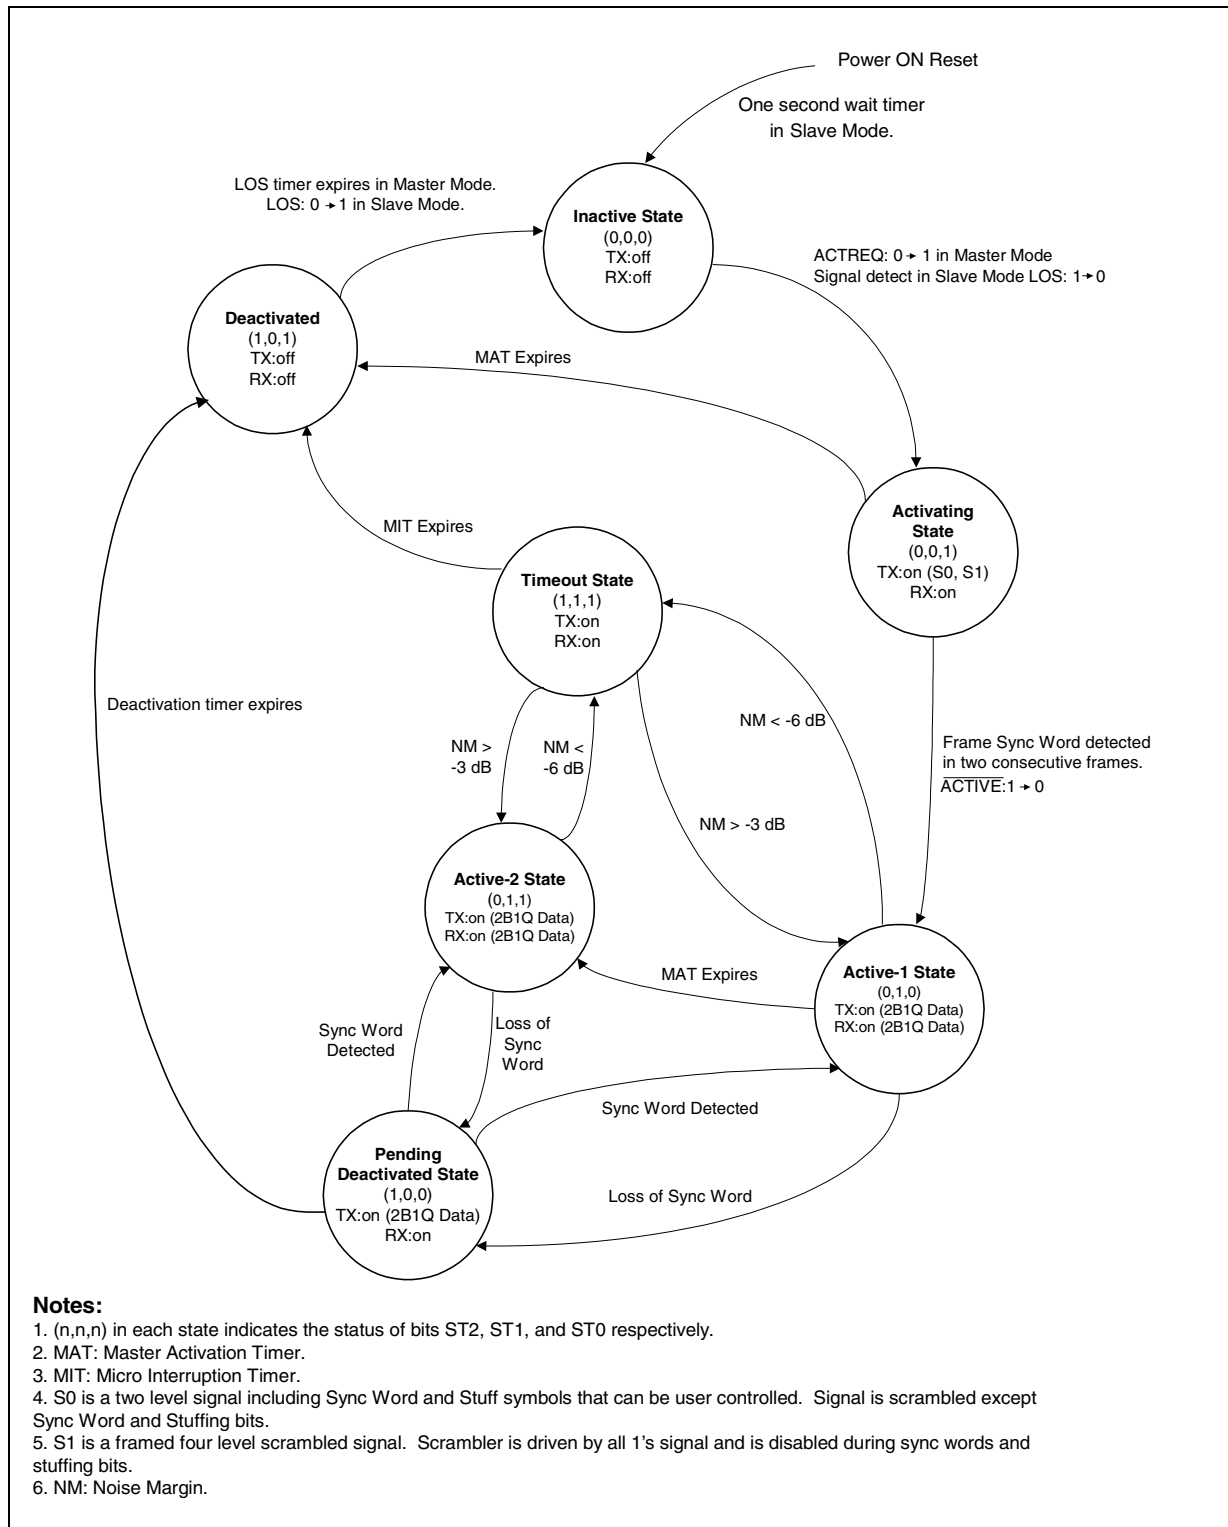 Power ON Reset
One second wait timer
in Slave Mode.
LOS timer expires in Master Mode.
LOS: 0 → 1 in Slave Mode.
Inactive State
(0,0,0)
TX:off
RX:off
ACTREQ: 0 → 1 in Master Mode
Signal detect in Slave Mode LOS: 1→0
Deactivated
(1,0,1)
TX:off
RX:off
MAT Expires
MIT Expires
Activating
State
(0,0,1)
TX:on (S0, S1)
RX:on
Timeout State
(1,1,1)
TX:on
RX:on
Deactivation timer expires
NM >
-3 dB
NM <
-6 dB
NM < -6 dB
NM > -3 dB
Frame Sync Word detected
in two consecutive frames.
A̅C̅T̅I̅V̅E̅:1 → 0
Active-2 State
(0,1,1)
TX:on (2B1Q Data)
RX:on (2B1Q Data)
MAT Expires
Active-1 State
(0,1,0)
TX:on (2B1Q Data)
RX:on (2B1Q Data)
Sync Word
Detected
Loss of
Sync
Word
Sync Word Detected
Pending
Deactivated State
(1,0,0)
TX:on (2B1Q Data)
RX:on
Loss of Sync Word
Notes:
1. (n,n,n) in each state indicates the status of bits ST2, ST1, and ST0 respectively.
2. MAT: Master Activation Timer.
3. MIT: Micro Interruption Timer.
4. S0 is a two level signal including Sync Word and Stuff symbols that can be user controlled.  Signal is scrambled except
Sync Word and Stuffing bits.
5. S1 is a framed four level scrambled signal.  Scrambler is driven by all 1's signal and is disabled during sync words and
stuffing bits.
6. NM: Noise Margin.